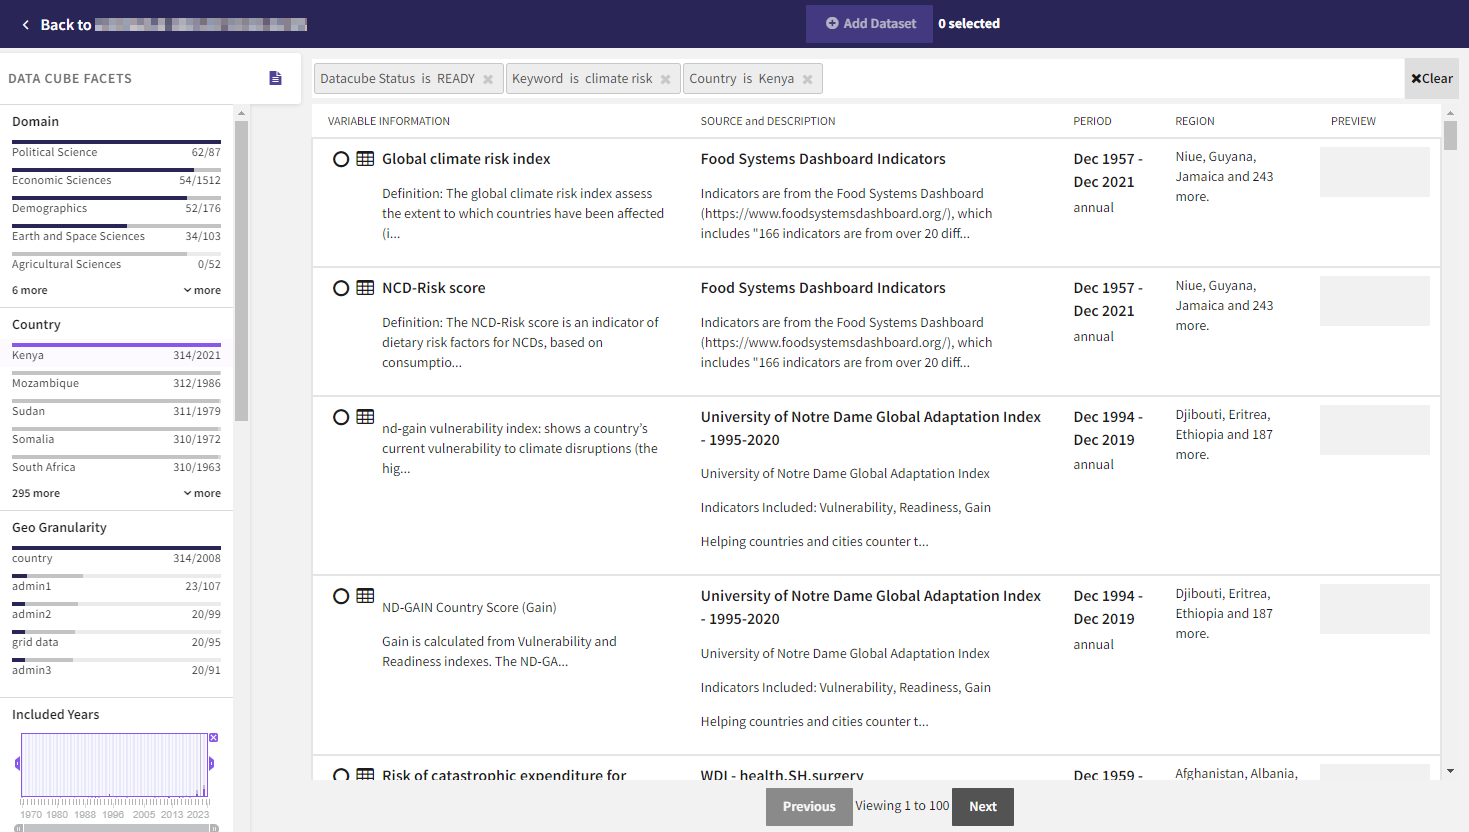 Back to
Add Dataset 0 selected
DATA CUBE FACETS
Datacube Status is READY Keyword is climate risk Country is Kenya Clear
Domain
Political Science 62/87
Economic Sciences 54/1512
Demographics 52/176
Earth and Space Sciences 34/103
Agricultural Sciences 0/52
6 more more
Country
Kenya 314/2021
Mozambique 312/1986
Sudan 311/1979
Somalia 310/1972
South Africa 310/1963
295 more more
Geo Granularity
country 314/2008
admin1 23/107
admin2 20/99
grid data 20/95
admin3 20/91
Included Years
1970 1980 1988 1996 2005 2013 2023
VARIABLE INFORMATION SOURCE and DESCRIPTION PERIOD REGION PREVIEW
Global climate risk index
Definition: The global climate risk index assess
the extent to which countries have been affected
(i...
Food Systems Dashboard Indicators
Indicators are from the Food Systems Dashboard
(https://www.foodsystemsdashboard.org/), which
includes "166 indicators are from over 20 diff...
Dec 1957 -
Dec 2021
annual
Niue, Guyana,
Jamaica and 243
more.
NCD-Risk score
Definition: The NCD-Risk score is an indicator of
dietary risk factors for NCDs, based on
consumptio...
Food Systems Dashboard Indicators
Indicators are from the Food Systems Dashboard
(https://www.foodsystemsdashboard.org/), which
includes "166 indicators are from over 20 diff...
Dec 1957 -
Dec 2021
annual
Niue, Guyana,
Jamaica and 243
more.
nd-gain vulnerability index: shows a country’s
current vulnerability to climate disruptions (the
hig...
University of Notre Dame Global Adaptation Index
- 1995-2020
University of Notre Dame Global Adaptation Index
Indicators Included: Vulnerability, Readiness, Gain
Helping countries and cities counter t...
Dec 1994 -
Dec 2019
annual
Djibouti, Eritrea,
Ethiopia and 187
more.
ND-GAIN Country Score (Gain)
Gain is calculated from Vulnerability and
Readiness indexes. The ND-GA...
University of Notre Dame Global Adaptation Index
- 1995-2020
University of Notre Dame Global Adaptation Index
Indicators Included: Vulnerability, Readiness, Gain
Helping countries and cities counter t...
Dec 1994 -
Dec 2019
annual
Djibouti, Eritrea,
Ethiopia and 187
more.
Risk of catastrophic expenditure for
WDI - health.SH.surgery
Dec 1959 -
Afghanistan, Albania,
Previous Viewing 1 to 100 Next